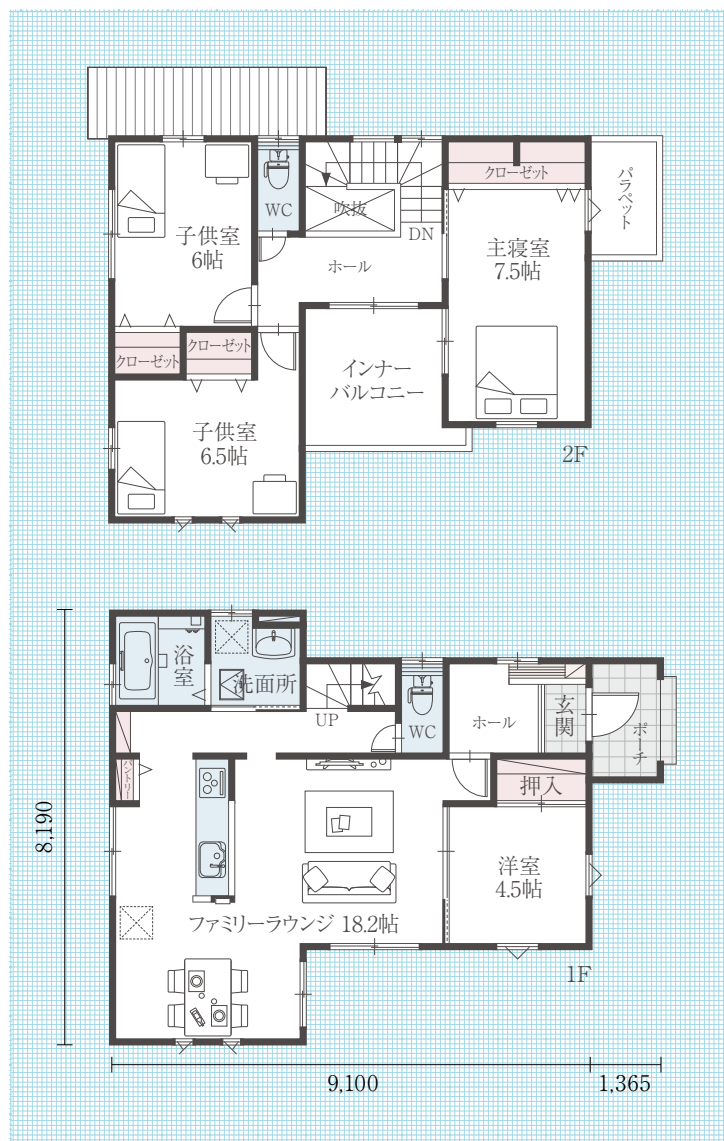 パラペット
クローゼット
WC
吹抜
DN
子供室
6帖
ホール
主寝室
7.5帖
クローゼット
クローゼット
インナー
バルコニー
子供室
6.5帖
2F
浴室
洗面所
UP
WC
ホール
玄関
ポーチ
パントリー
押入
8,190
洋室
4.5帖
ファミリーラウンジ 18.2帖
1F
9,100
1,365